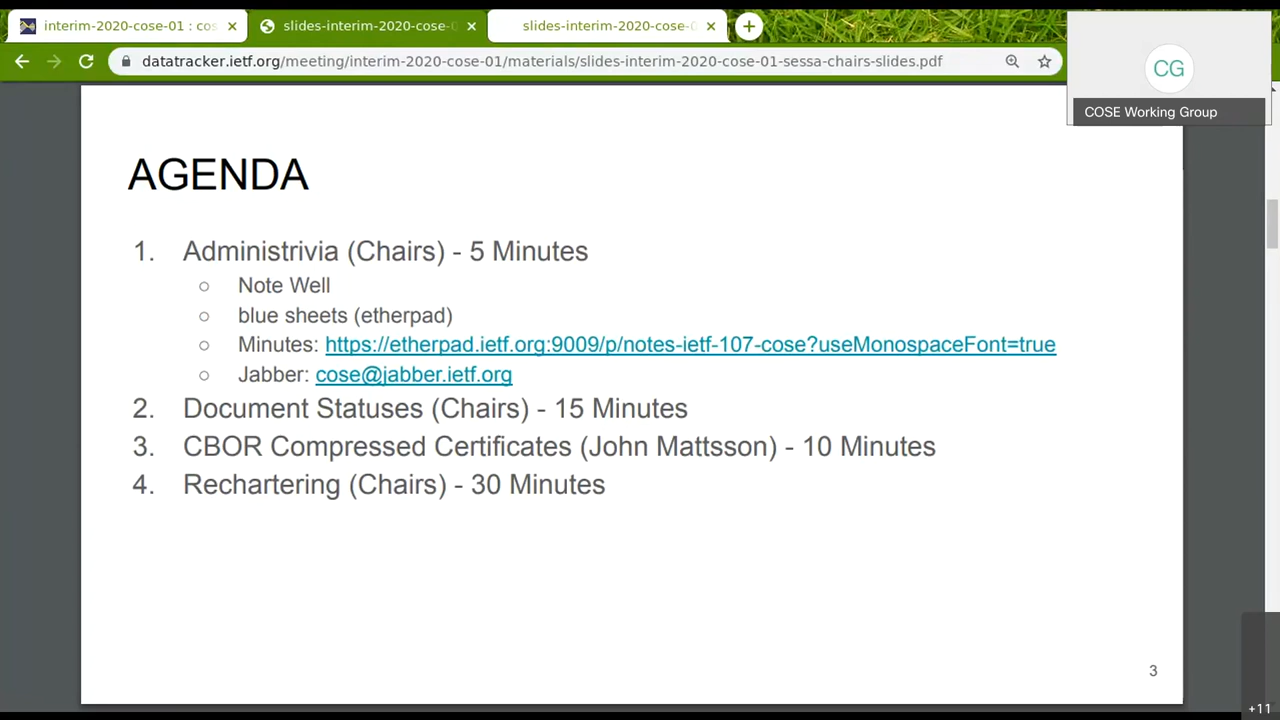 interim-2020-cose-01 : cos
slides-interim-2020-cose-0
slides-interim-2020-cose-0
datatracker.ietf.org/meeting/interim-2020-cose-01/materials/slides-interim-2020-cose-01-sessa-chairs-slides.pdf
CG
COSE Working Group
AGENDA
1. Administrivia (Chairs) - 5 Minutes
○ Note Well
○ blue sheets (etherpad)
○ Minutes: https://etherpad.ietf.org:9009/p/notes-ietf-107-cose?useMonospaceFont=true
○ Jabber: cose@jabber.ietf.org
2. Document Statuses (Chairs) - 15 Minutes
3. CBOR Compressed Certificates (John Mattsson) - 10 Minutes
4. Rechartering (Chairs) - 30 Minutes
3
+11